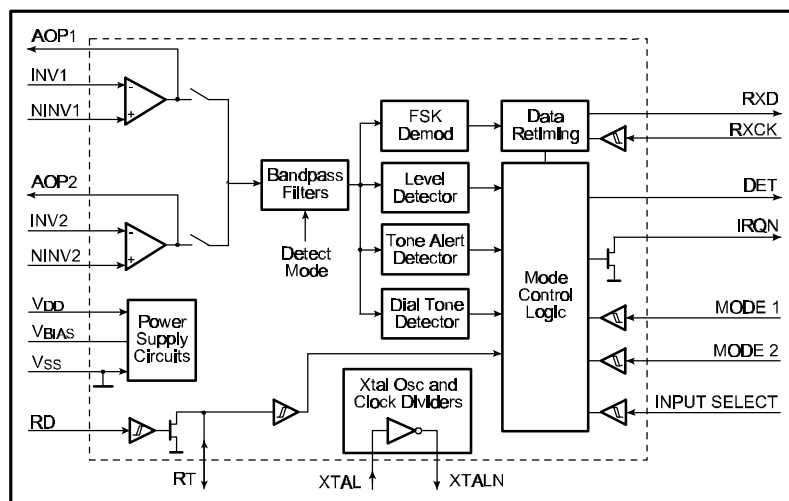 AOP1
INV1
NINV1
-
+
AOP2
INV2
NINV2
-
+
VDD
VBIAS
VSS
Power
Supply
Circuits
RD
RT
Bandpass
Filters
Detect
Mode
FSK
Demod
Level
Detector
Tone Alert
Detector
Dial Tone
Detector
Xtal Osc and
Clock Dividers
XTAL
XTALN
Data
Retiming
Mode
Control
Logic
RXD
RXCK
DET
IRQN
MODE 1
MODE 2
INPUT SELECT